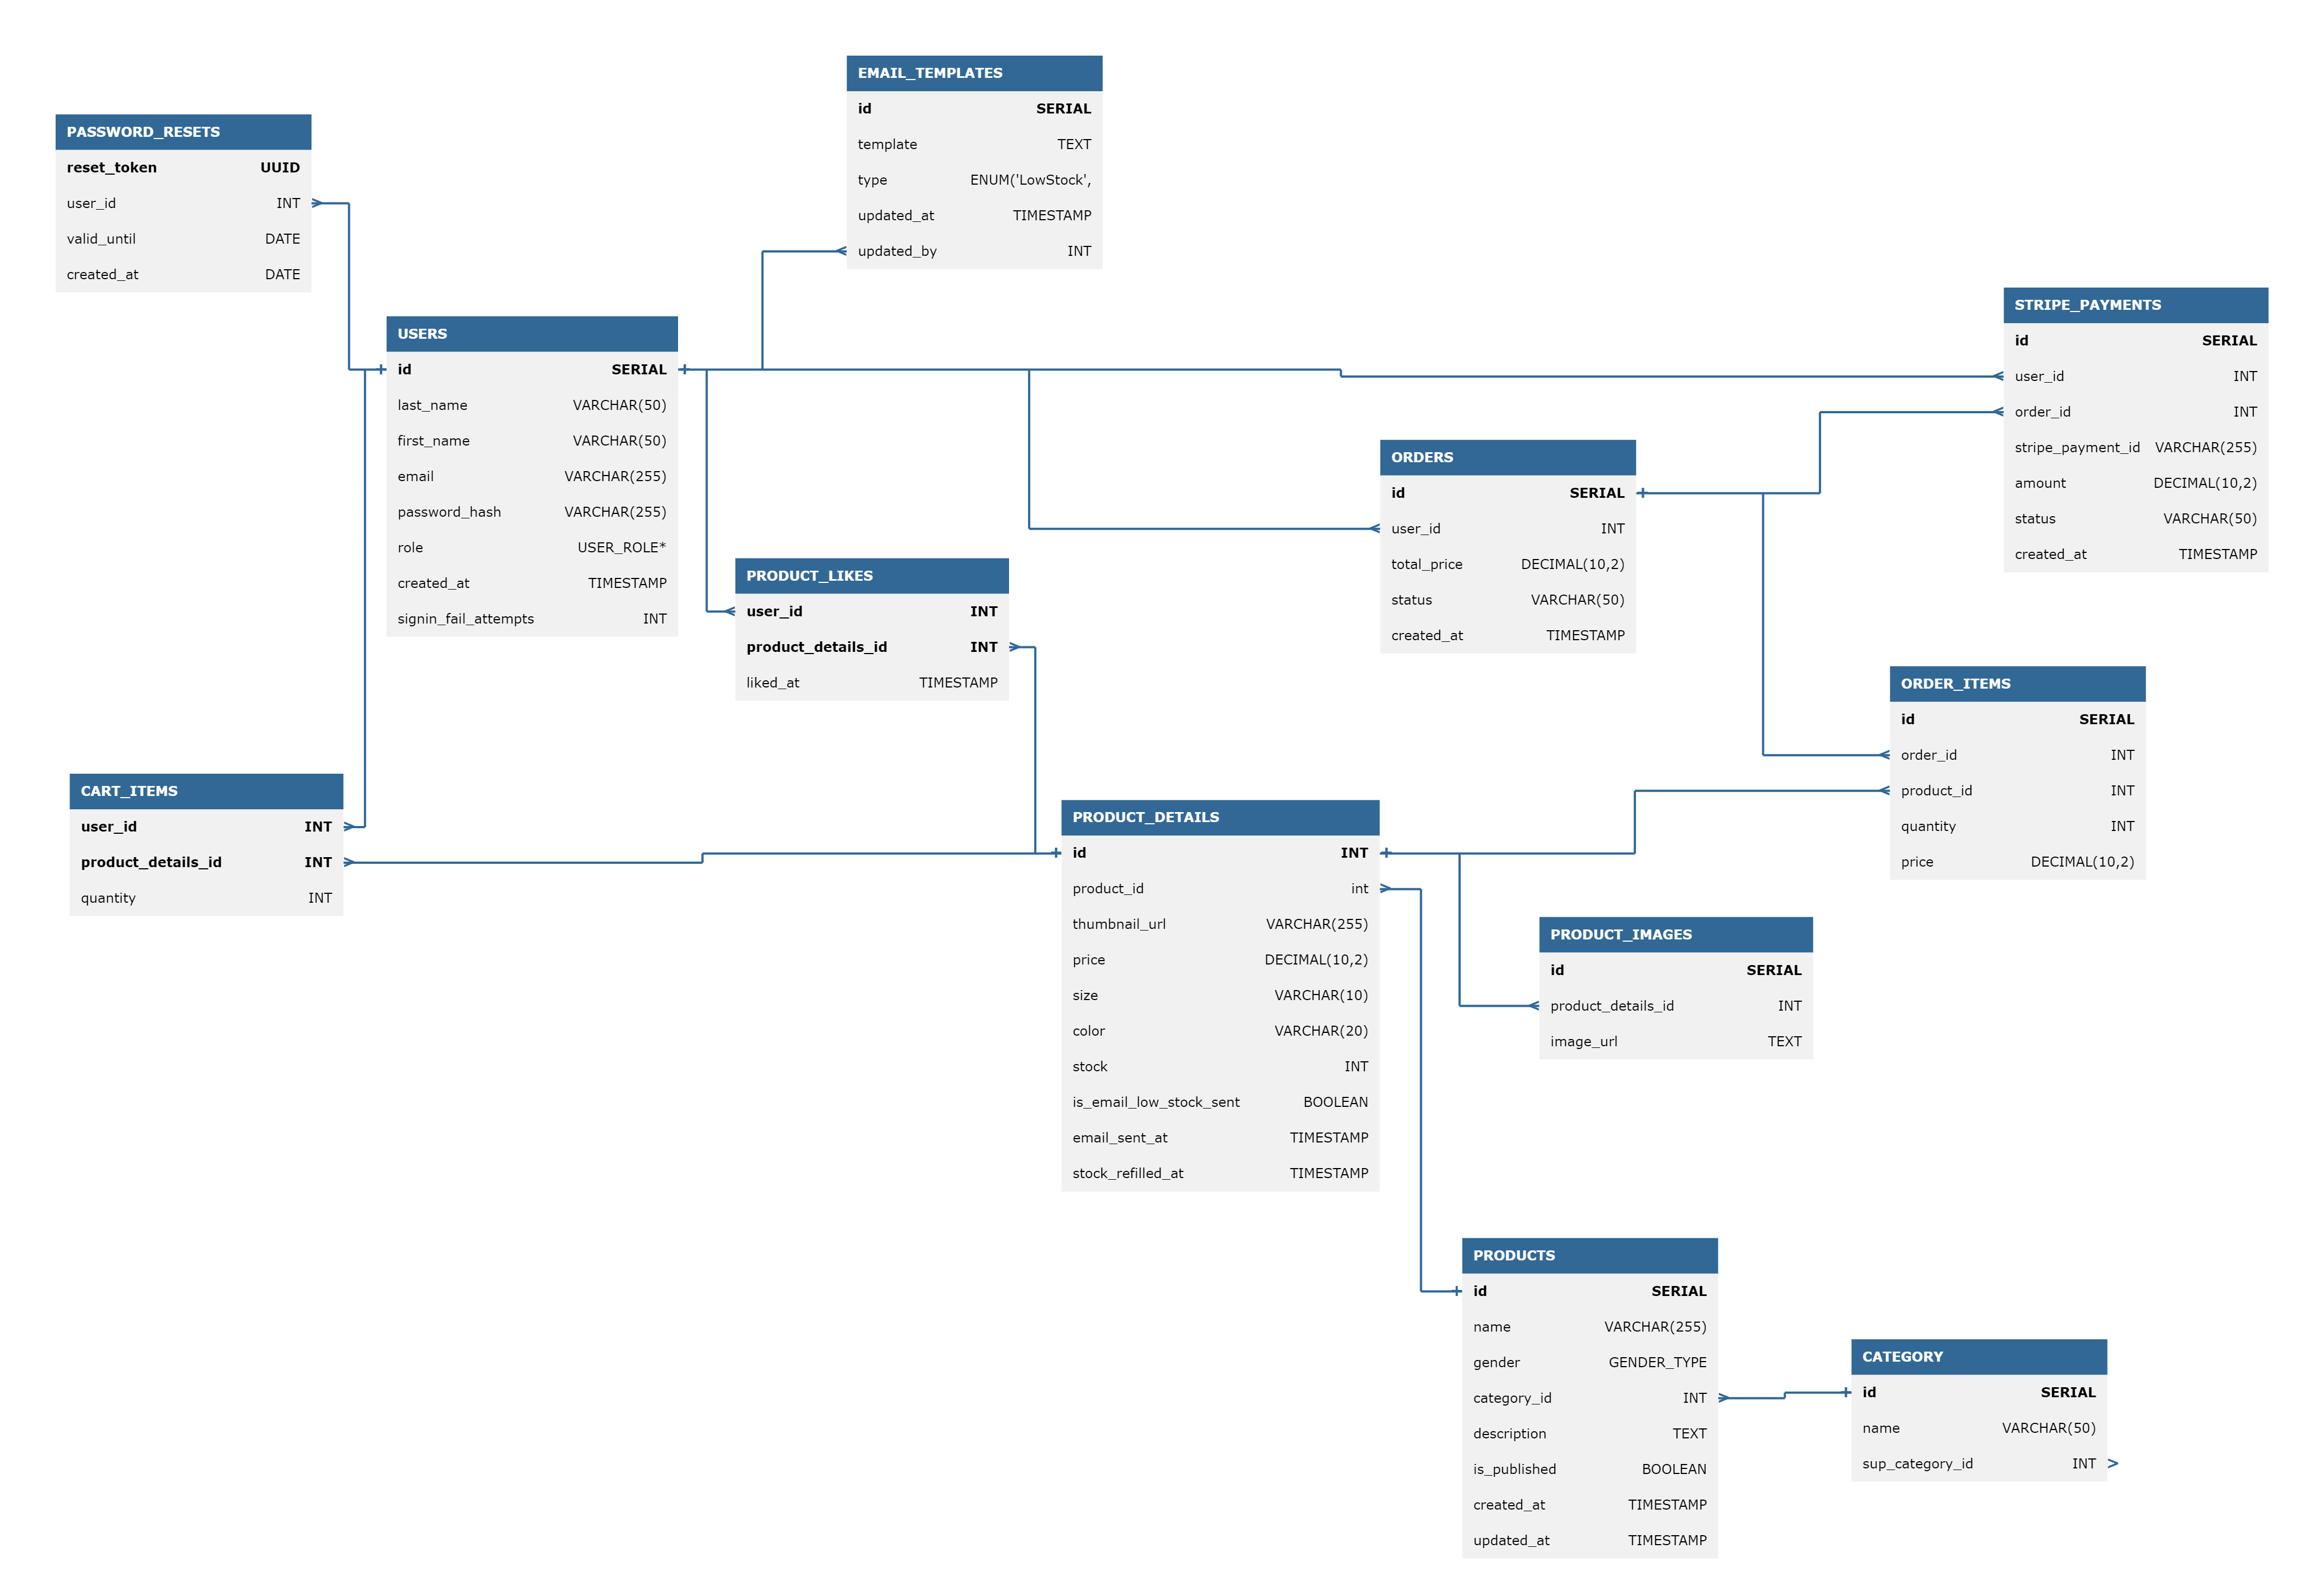 EMAIL_TEMPLATES
id SERIAL
template TEXT
type ENUM('LowStock',
updated_at TIMESTAMP
updated_by INT
PASSWORD_RESETS
reset_token UUID
user_id INT
valid_until DATE
created_at DATE
USERS
id SERIAL
last_name VARCHAR(50)
first_name VARCHAR(50)
email VARCHAR(255)
password_hash VARCHAR(255)
role USER_ROLE*
created_at TIMESTAMP
signin_fail_attempts INT
STRIPE_PAYMENTS
id SERIAL
user_id INT
order_id INT
stripe_payment_id VARCHAR(255)
amount DECIMAL(10,2)
status VARCHAR(50)
created_at TIMESTAMP
ORDERS
id SERIAL
user_id INT
total_price DECIMAL(10,2)
status VARCHAR(50)
created_at TIMESTAMP
PRODUCT_LIKES
user_id INT
product_details_id INT
liked_at TIMESTAMP
ORDER_ITEMS
id SERIAL
order_id INT
product_id INT
quantity INT
price DECIMAL(10,2)
CART_ITEMS
user_id INT
product_details_id INT
quantity INT
PRODUCT_DETAILS
id INT
product_id int
thumbnail_url VARCHAR(255)
price DECIMAL(10,2)
size VARCHAR(10)
color VARCHAR(20)
stock INT
is_email_low_stock_sent BOOLEAN
email_sent_at TIMESTAMP
stock_refilled_at TIMESTAMP
PRODUCT_IMAGES
id SERIAL
product_details_id INT
image_url TEXT
PRODUCTS
id SERIAL
name VARCHAR(255)
gender GENDER_TYPE
category_id INT
description TEXT
is_published BOOLEAN
created_at TIMESTAMP
updated_at TIMESTAMP
CATEGORY
id SERIAL
name VARCHAR(50)
sup_category_id INT